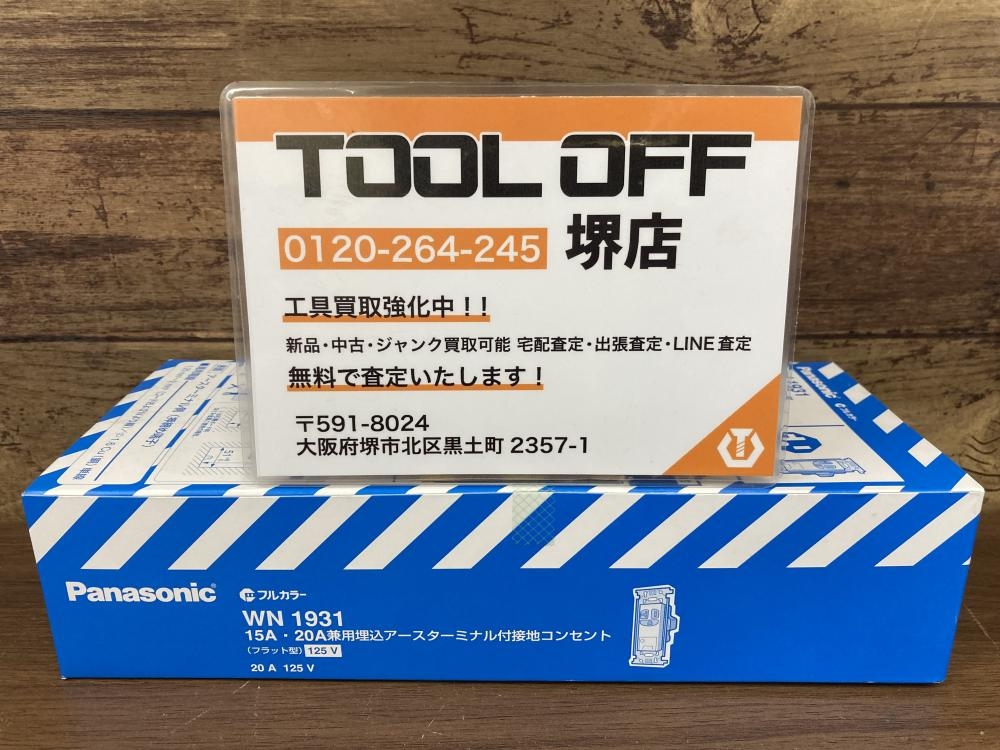 TOOL OFF
0120-264-245 堺店
工具買取強化中！！
新品・中古・ジャンク買取可能 宅配査定・出張査定・LINE査定
無料で査定いたします！
〒591-8024
大阪府堺市北区黒土町 2357-1
Panasonic
1931
Panasonic® フルカラー
WN 1931
15A・20A兼用埋込アースターミナル付接地コンセント
(フラット型) 125 V
20 A 125 V